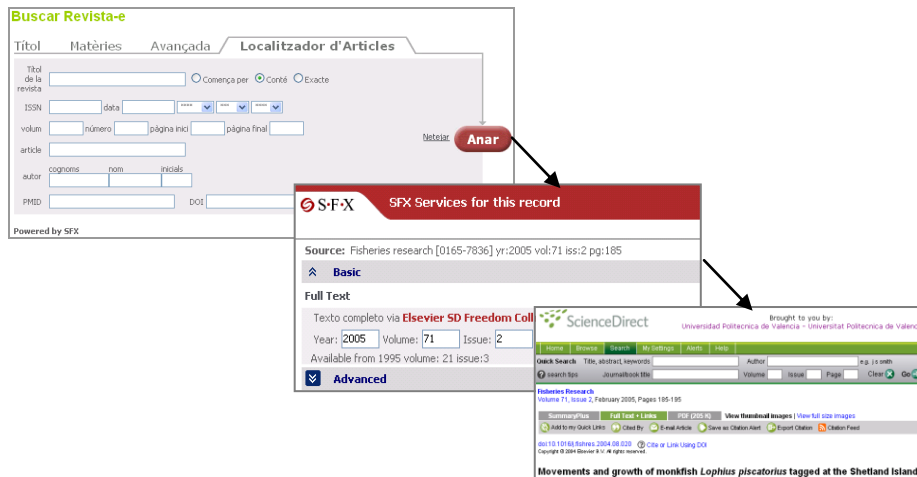 Buscar Revista-e
Títol Matèries Avançada Localitzador d'Articles
Títol de la revista Comença per Conté Exacte
ISSN data **** *** ****
volum número pàgina inici pàgina final
Netejar Anar
article
cognoms nom inicials
autor
PMID DOI
Powered by SFX
S·F·X SFX Services for this record
Source: Fisheries research [0165-7836] yr:2005 vol:71 iss:2 pg:185
Basic
Full Text
Texto completo via Elsevier SD Freedom Coll
Year: 2005 Volume: 71 Issue: 2
Available from 1995 volume: 21 issue:3
Advanced
ScienceDirect
Brought to you by:
Universidad Politecnica de Valencia - Universitat Politecnica de Valenc
Home Browse Search My Settings Alerts Help
Quick Search Title, abstract, keywords Author e.g. j s smith
search tips Journal/book title Volume Issue Page Clear Go
Fisheries Research
Volume 71, Issue 2, February 2005, Pages 185-195
SummaryPlus Full Text + Links PDF (205 K) View thumbnail images | View full size images
Add to my Quick Links Cited By E-mail Article Save as Citation Alert Export Citation Citation Feed
doi:10.1016/j.fishres.2004.08.020 Cite or Link Using DOI
Copyright © 2004 Elsevier B.V. All rights reserved.
Movements and growth of monkfish Lophius piscatorius tagged at the Shetland Island